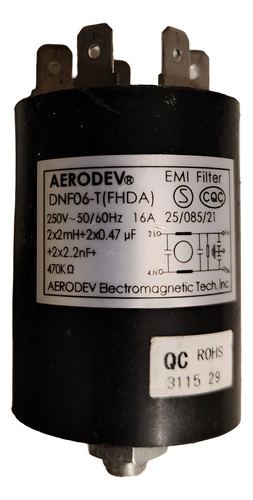 AERODEV® EMI Filter
DNF06-T(FHDA) S CQC
250V~50/60Hz 16A 25/085/21
2x2mH+2x0.47 µF
+2x2.2nF+
470KΩ
AERODEV Electromagnetic Tech, Inc.
QC ROHS
3115 29